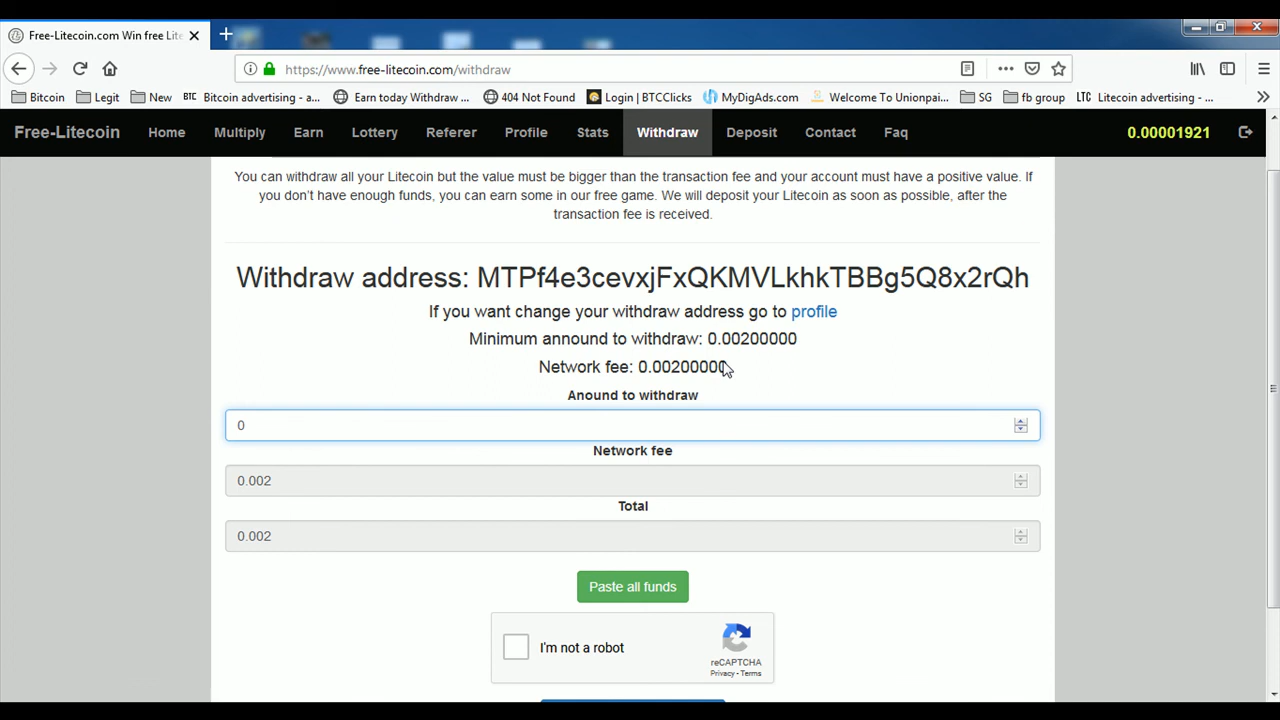 Free-Litecoin.com Win free Lite
https://www.free-litecoin.com/withdraw
Bitcoin Legit New BTC Bitcoin advertising - a... Earn today Withdraw ... 404 Not Found Login | BTCClicks MyDigAds.com Welcome To Unionpai... SG fb group LTC Litecoin advertising - ...
Free-Litecoin Home Multiply Earn Lottery Referer Profile Stats Withdraw Deposit Contact Faq 0.00001921
You can withdraw all your Litecoin but the value must be bigger than the transaction fee and your account must have a positive value. If
you don't have enough funds, you can earn some in our free game. We will deposit your Litecoin as soon as possible, after the
transaction fee is received.
Withdraw address: MTPf4e3cevxjFxQKMVLkhkTBBg5Q8x2rQh
If you want change your withdraw address go to profile
Minimum annound to withdraw: 0.00200000
Network fee: 0.00200000
Anound to withdraw
0
Network fee
0.002
Total
0.002
Paste all funds
I'm not a robot
reCAPTCHA
Privacy - Terms